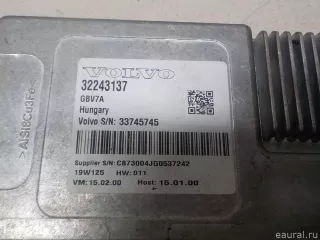 VOLVO
32243137
GBV7A
Hungary
Volvo S/N: 33745745
Supplier S/N: C873004JG0537242
19W125 HW: 011
VM: 15.02.00 Host: 15.01.00
>AlSi8Cu3Fe<
eaural.ru